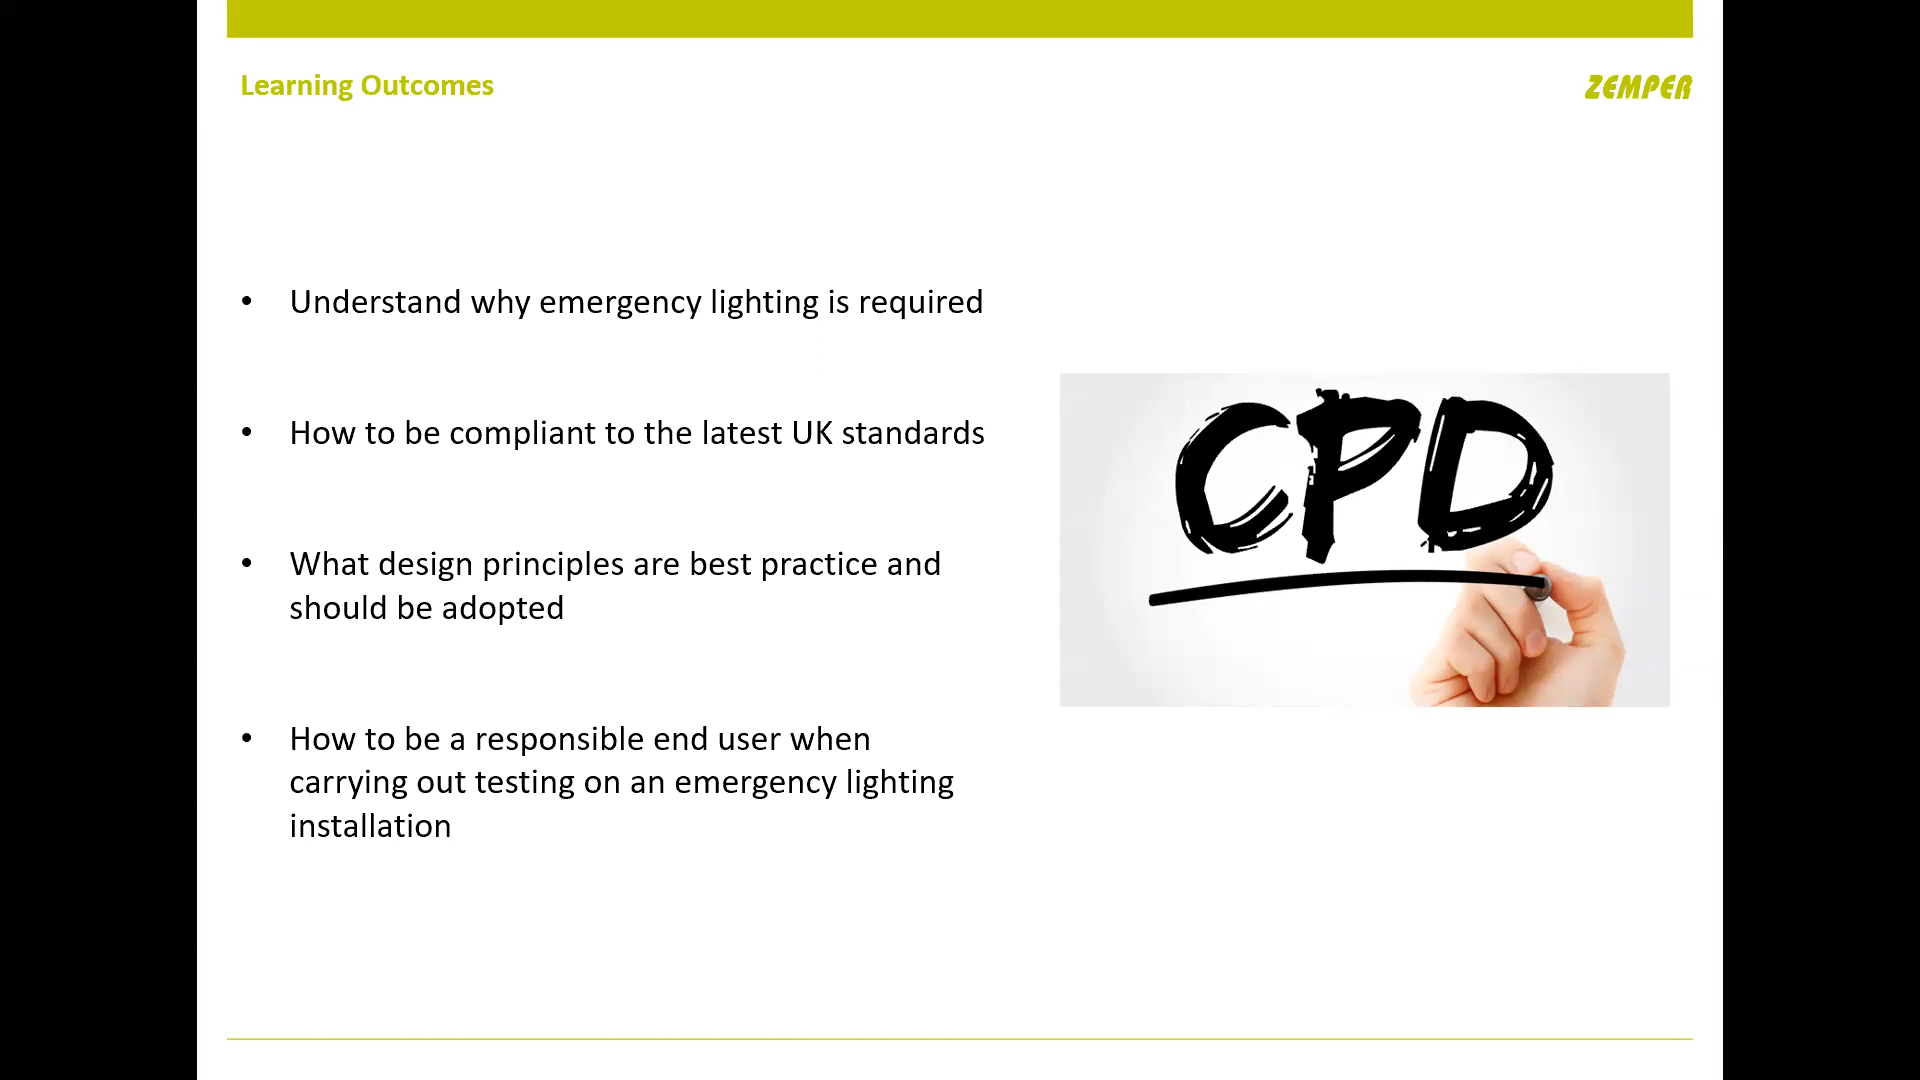 Learning Outcomes
ZEMPER
• Understand why emergency lighting is required
• How to be compliant to the latest UK standards
• What design principles are best practice and
should be adopted
• How to be a responsible end user when
carrying out testing on an emergency lighting
installation
CPD